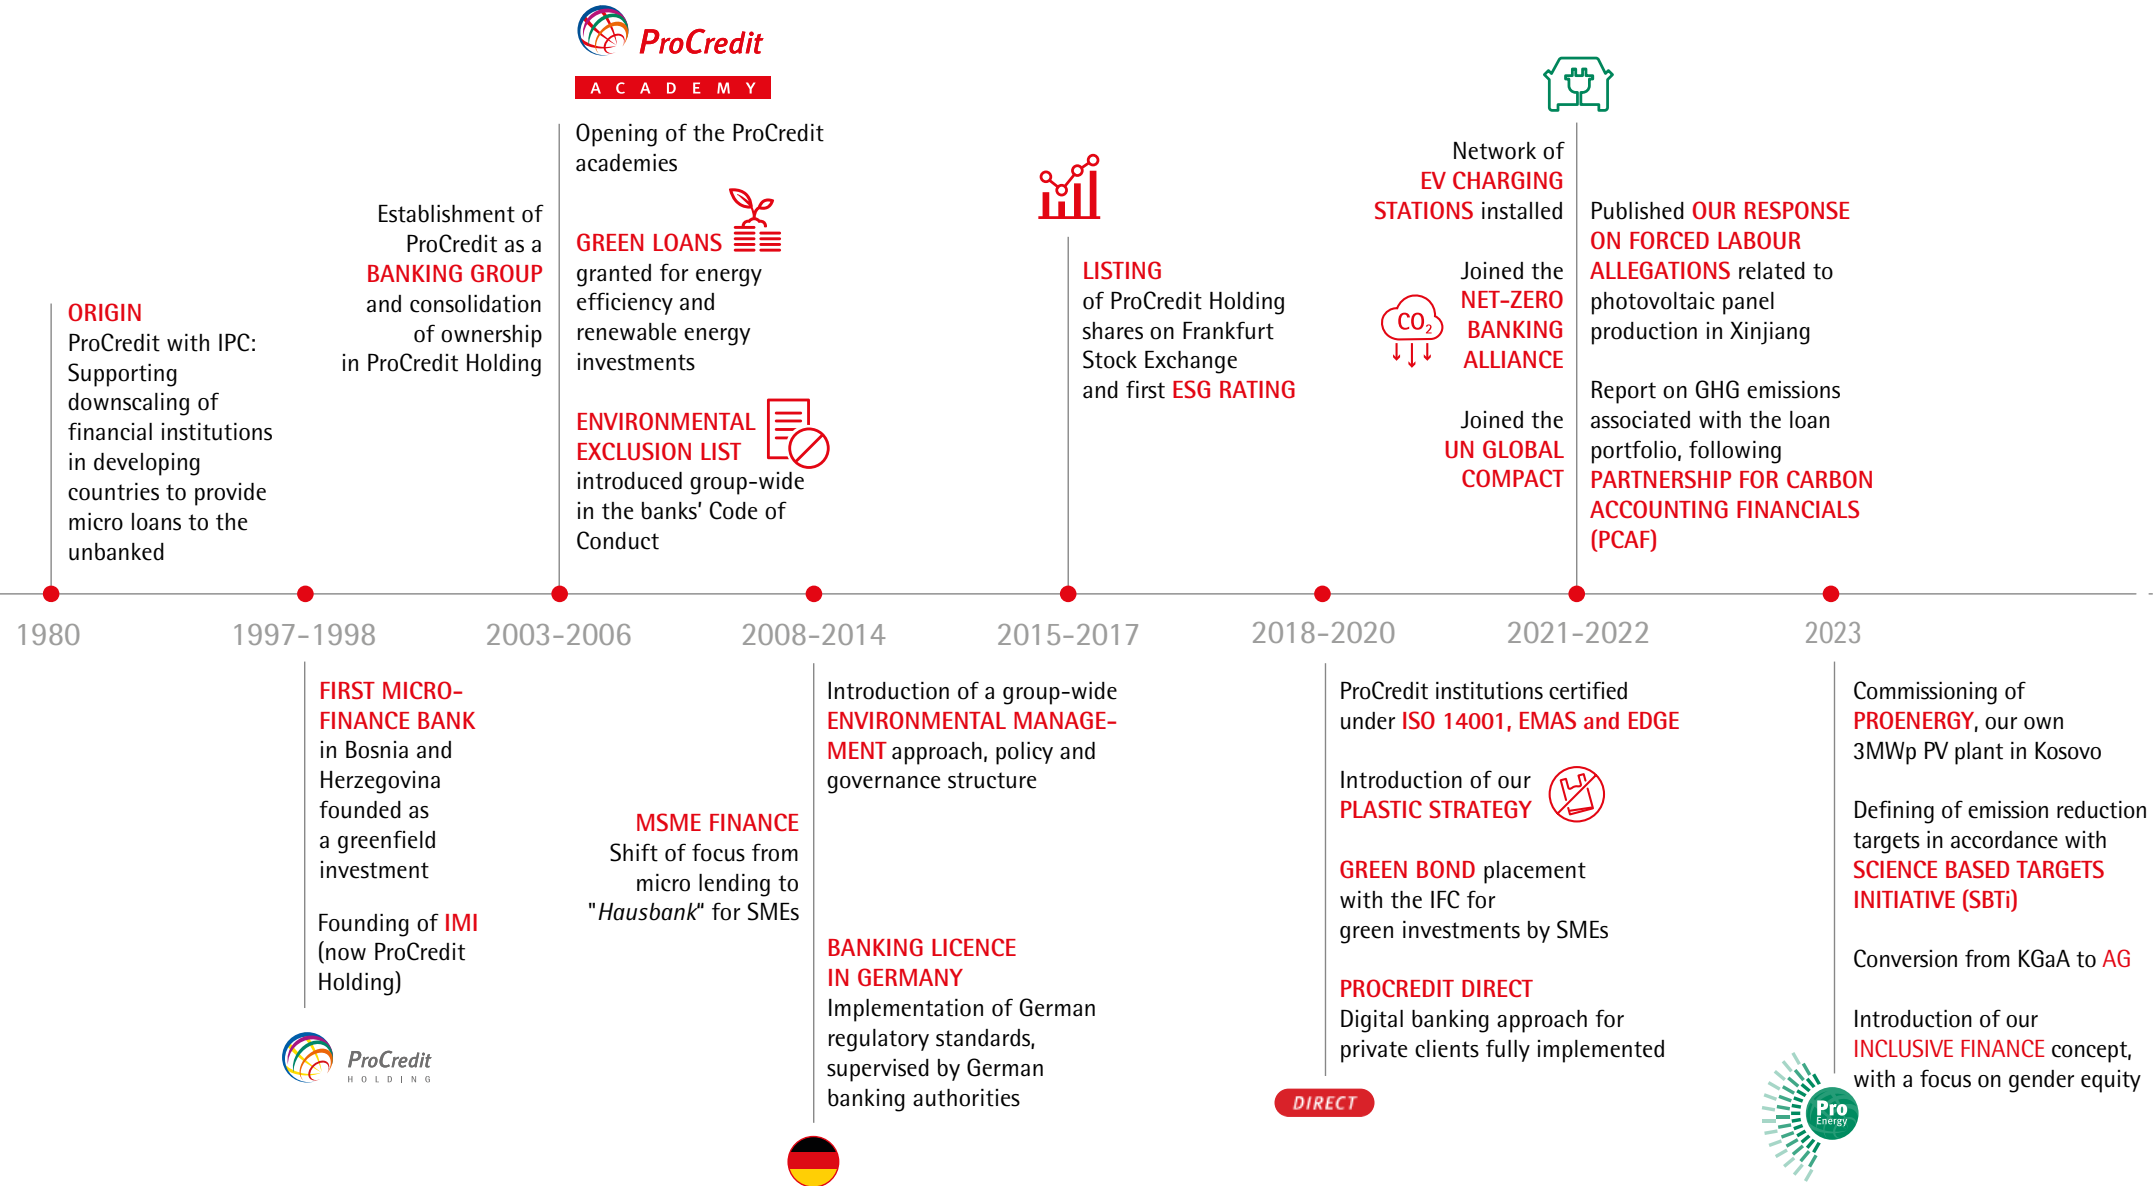 ProCredit
ACADEMY
Opening of the ProCredit
academies
Establishment of
ProCredit as a
BANKING GROUP
and consolidation
of ownership
in ProCredit Holding
GREEN LOANS
granted for energy
efficiency and
renewable energy
investments
ENVIRONMENTAL
EXCLUSION LIST
introduced group-wide
in the banks' Code of
Conduct
ORIGIN
ProCredit with IPC:
Supporting
downscaling of
financial institutions
in developing
countries to provide
micro loans to the
unbanked
LISTING
of ProCredit Holding
shares on Frankfurt
Stock Exchange
and first ESG RATING
Network of
EV CHARGING
STATIONS installed
Joined the
NET-ZERO
BANKING
ALLIANCE
CO₂
Joined the
UN GLOBAL
COMPACT
Published OUR RESPONSE
ON FORCED LABOUR
ALLEGATIONS related to
photovoltaic panel
production in Xinjiang
Report on GHG emissions
associated with the loan
portfolio, following
PARTNERSHIP FOR CARBON
ACCOUNTING FINANCIALS
(PCAF)
1980
1997-1998
2003-2006
2008-2014
2015-2017
2018-2020
2021-2022
2023
FIRST MICRO-
FINANCE BANK
in Bosnia and
Herzegovina
founded as
a greenfield
investment
Founding of IMI
(now ProCredit
Holding)
ProCredit
HOLDING
MSME FINANCE
Shift of focus from
micro lending to
"Hausbank" for SMEs
Introduction of a group-wide
ENVIRONMENTAL MANAGE-
MENT approach, policy and
governance structure
BANKING LICENCE
IN GERMANY
Implementation of German
regulatory standards,
supervised by German
banking authorities
ProCredit institutions certified
under ISO 14001, EMAS and EDGE
Introduction of our
PLASTIC STRATEGY
GREEN BOND placement
with the IFC for
green investments by SMEs
PROCREDIT DIRECT
Digital banking approach for
private clients fully implemented
DIRECT
Commissioning of
PROENERGY, our own
3MWp PV plant in Kosovo
Defining of emission reduction
targets in accordance with
SCIENCE BASED TARGETS
INITIATIVE (SBTi)
Conversion from KGaA to AG
Introduction of our
INCLUSIVE FINANCE concept,
with a focus on gender equity
Pro
Energy